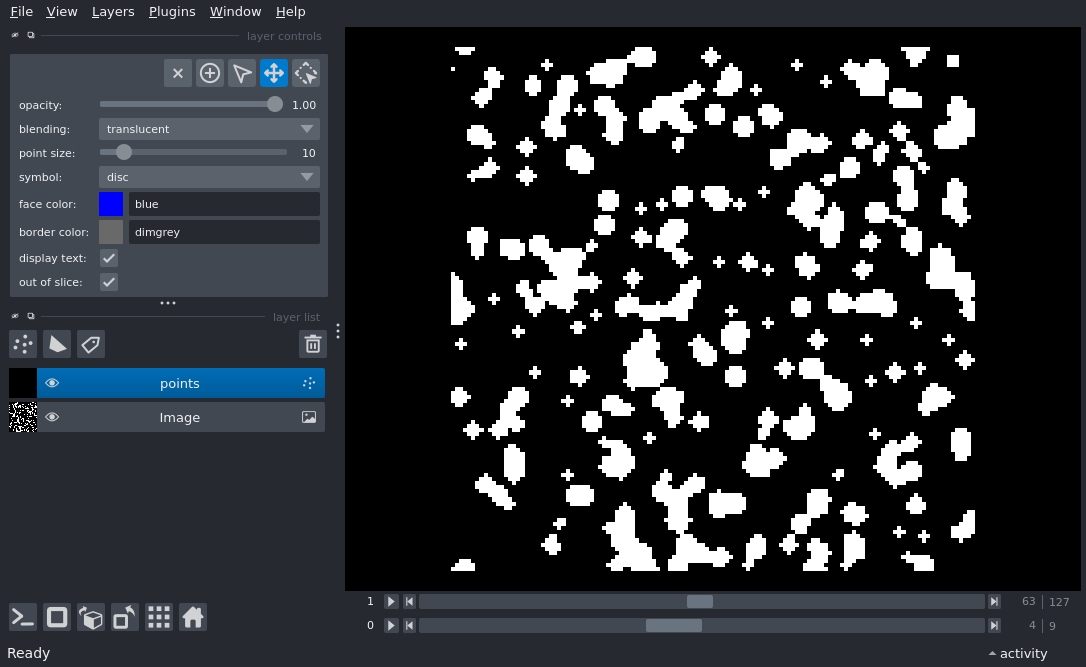 File View Layers Plugins Window Help
layer controls
opacity: 1.00
blending: translucent
point size: 10
symbol: disc
face color: blue
border color: dimgrey
display text:
out of slice:
layer list
points
Image
1 63 127
0 4 9
Ready activity